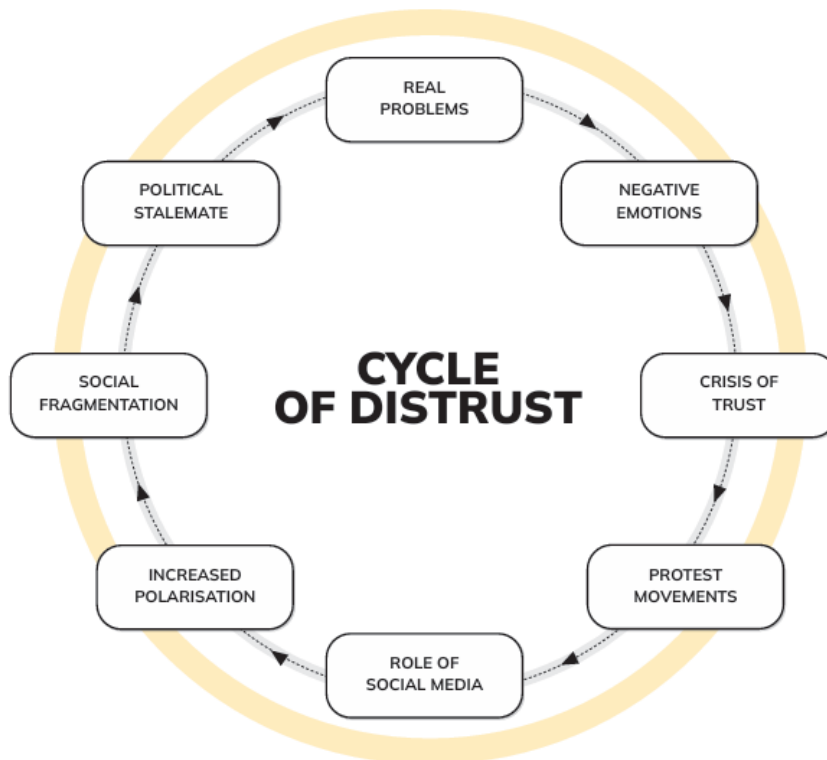 REAL
PROBLEMS
NEGATIVE
EMOTIONS
CRISIS OF
TRUST
PROTEST
MOVEMENTS
ROLE OF
SOCIAL MEDIA
INCREASED
POLARISATION
SOCIAL
FRAGMENTATION
POLITICAL
STALEMATE
CYCLE
OF DISTRUST